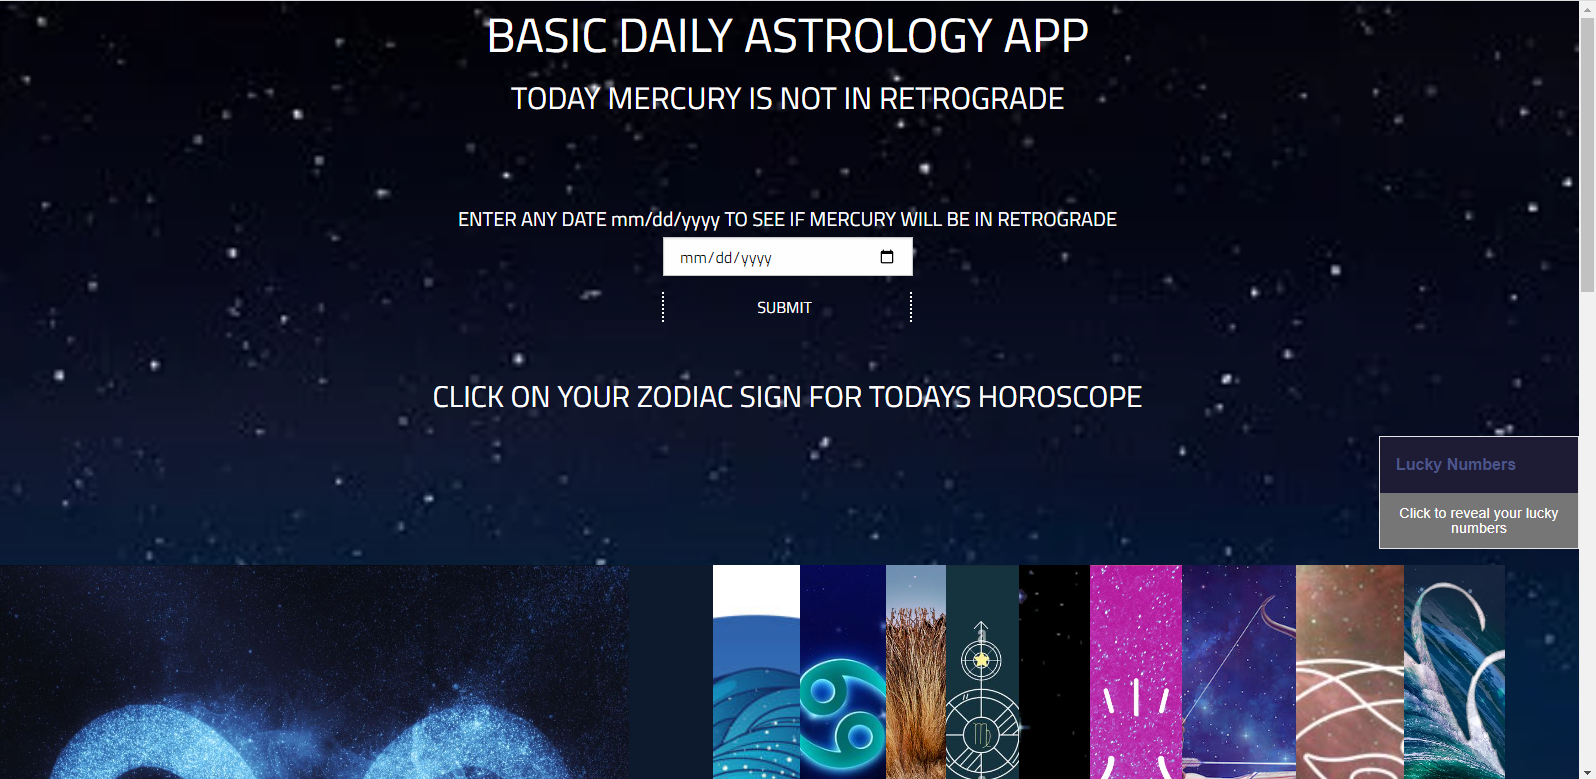 BASIC DAILY ASTROLOGY APP
TODAY MERCURY IS NOT IN RETROGRADE
ENTER ANY DATE mm/dd/yyyy TO SEE IF MERCURY WILL BE IN RETROGRADE
mm/dd/yyyy
SUBMIT
CLICK ON YOUR ZODIAC SIGN FOR TODAYS HOROSCOPE
Lucky Numbers
Click to reveal your lucky
numbers